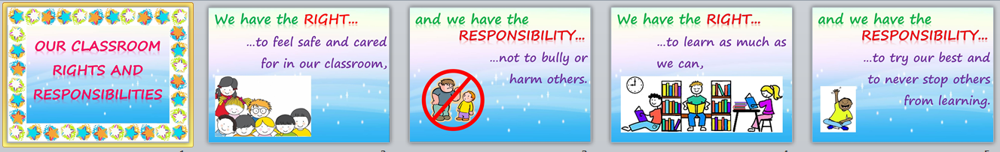 OUR CLASSROOM
RIGHTS AND
RESPONSIBILITIES
We have the RIGHT...
...to feel safe and cared
for in our classroom,
and we have the
RESPONSIBILITY...
...not to bully or
harm others.
We have the RIGHT...
...to learn as much as
we can,
and we have the
RESPONSIBILITY...
...to try our best and
to never stop others
from learning.